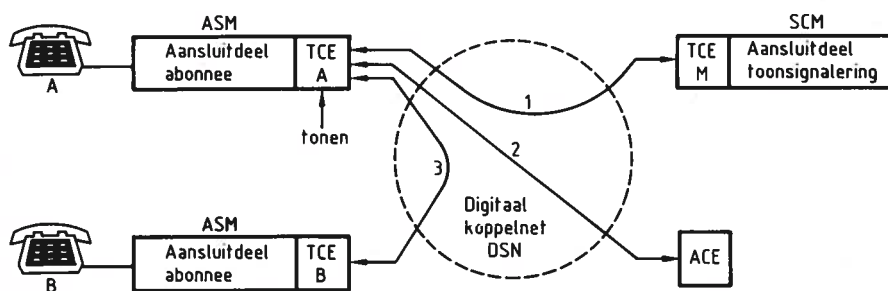 ASM
Aansluitdeel
abonnee
TCE
A
A
tonen
SCM
TCE
M
Aansluitdeel
toonsignalering
1
2
3
Digitaal
koppelnet
DSN
ASM
Aansluitdeel
abonnee
TCE
B
B
ACE